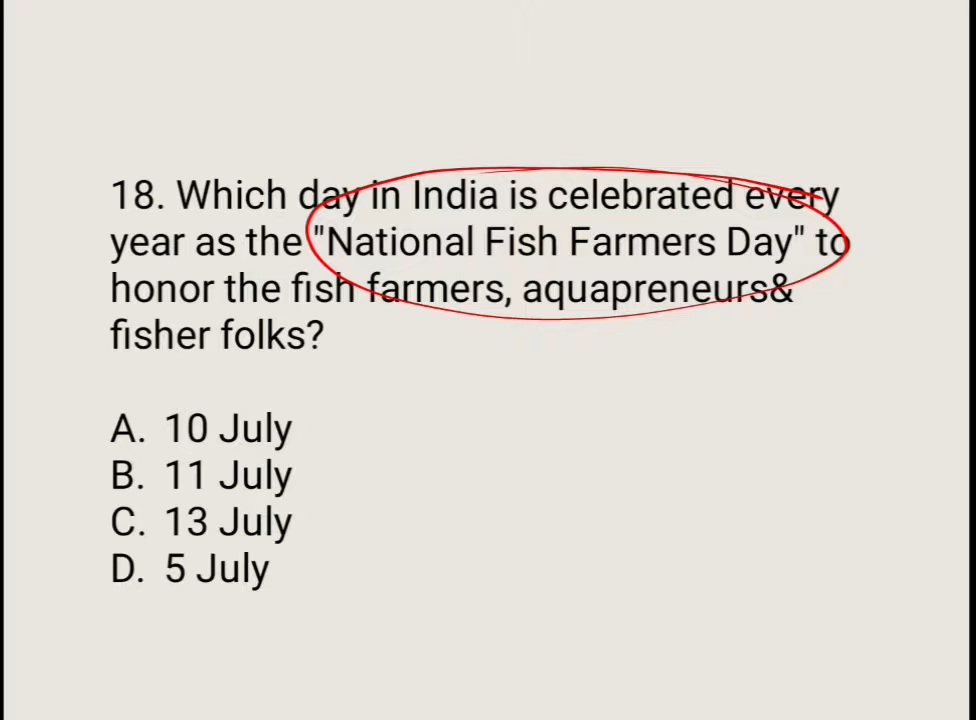 18. Which day in India is celebrated every
year as the "National Fish Farmers Day" to
honor the fish farmers, aquapreneurs&
fisher folks?
A. 10 July
B. 11 July
C. 13 July
D. 5 July